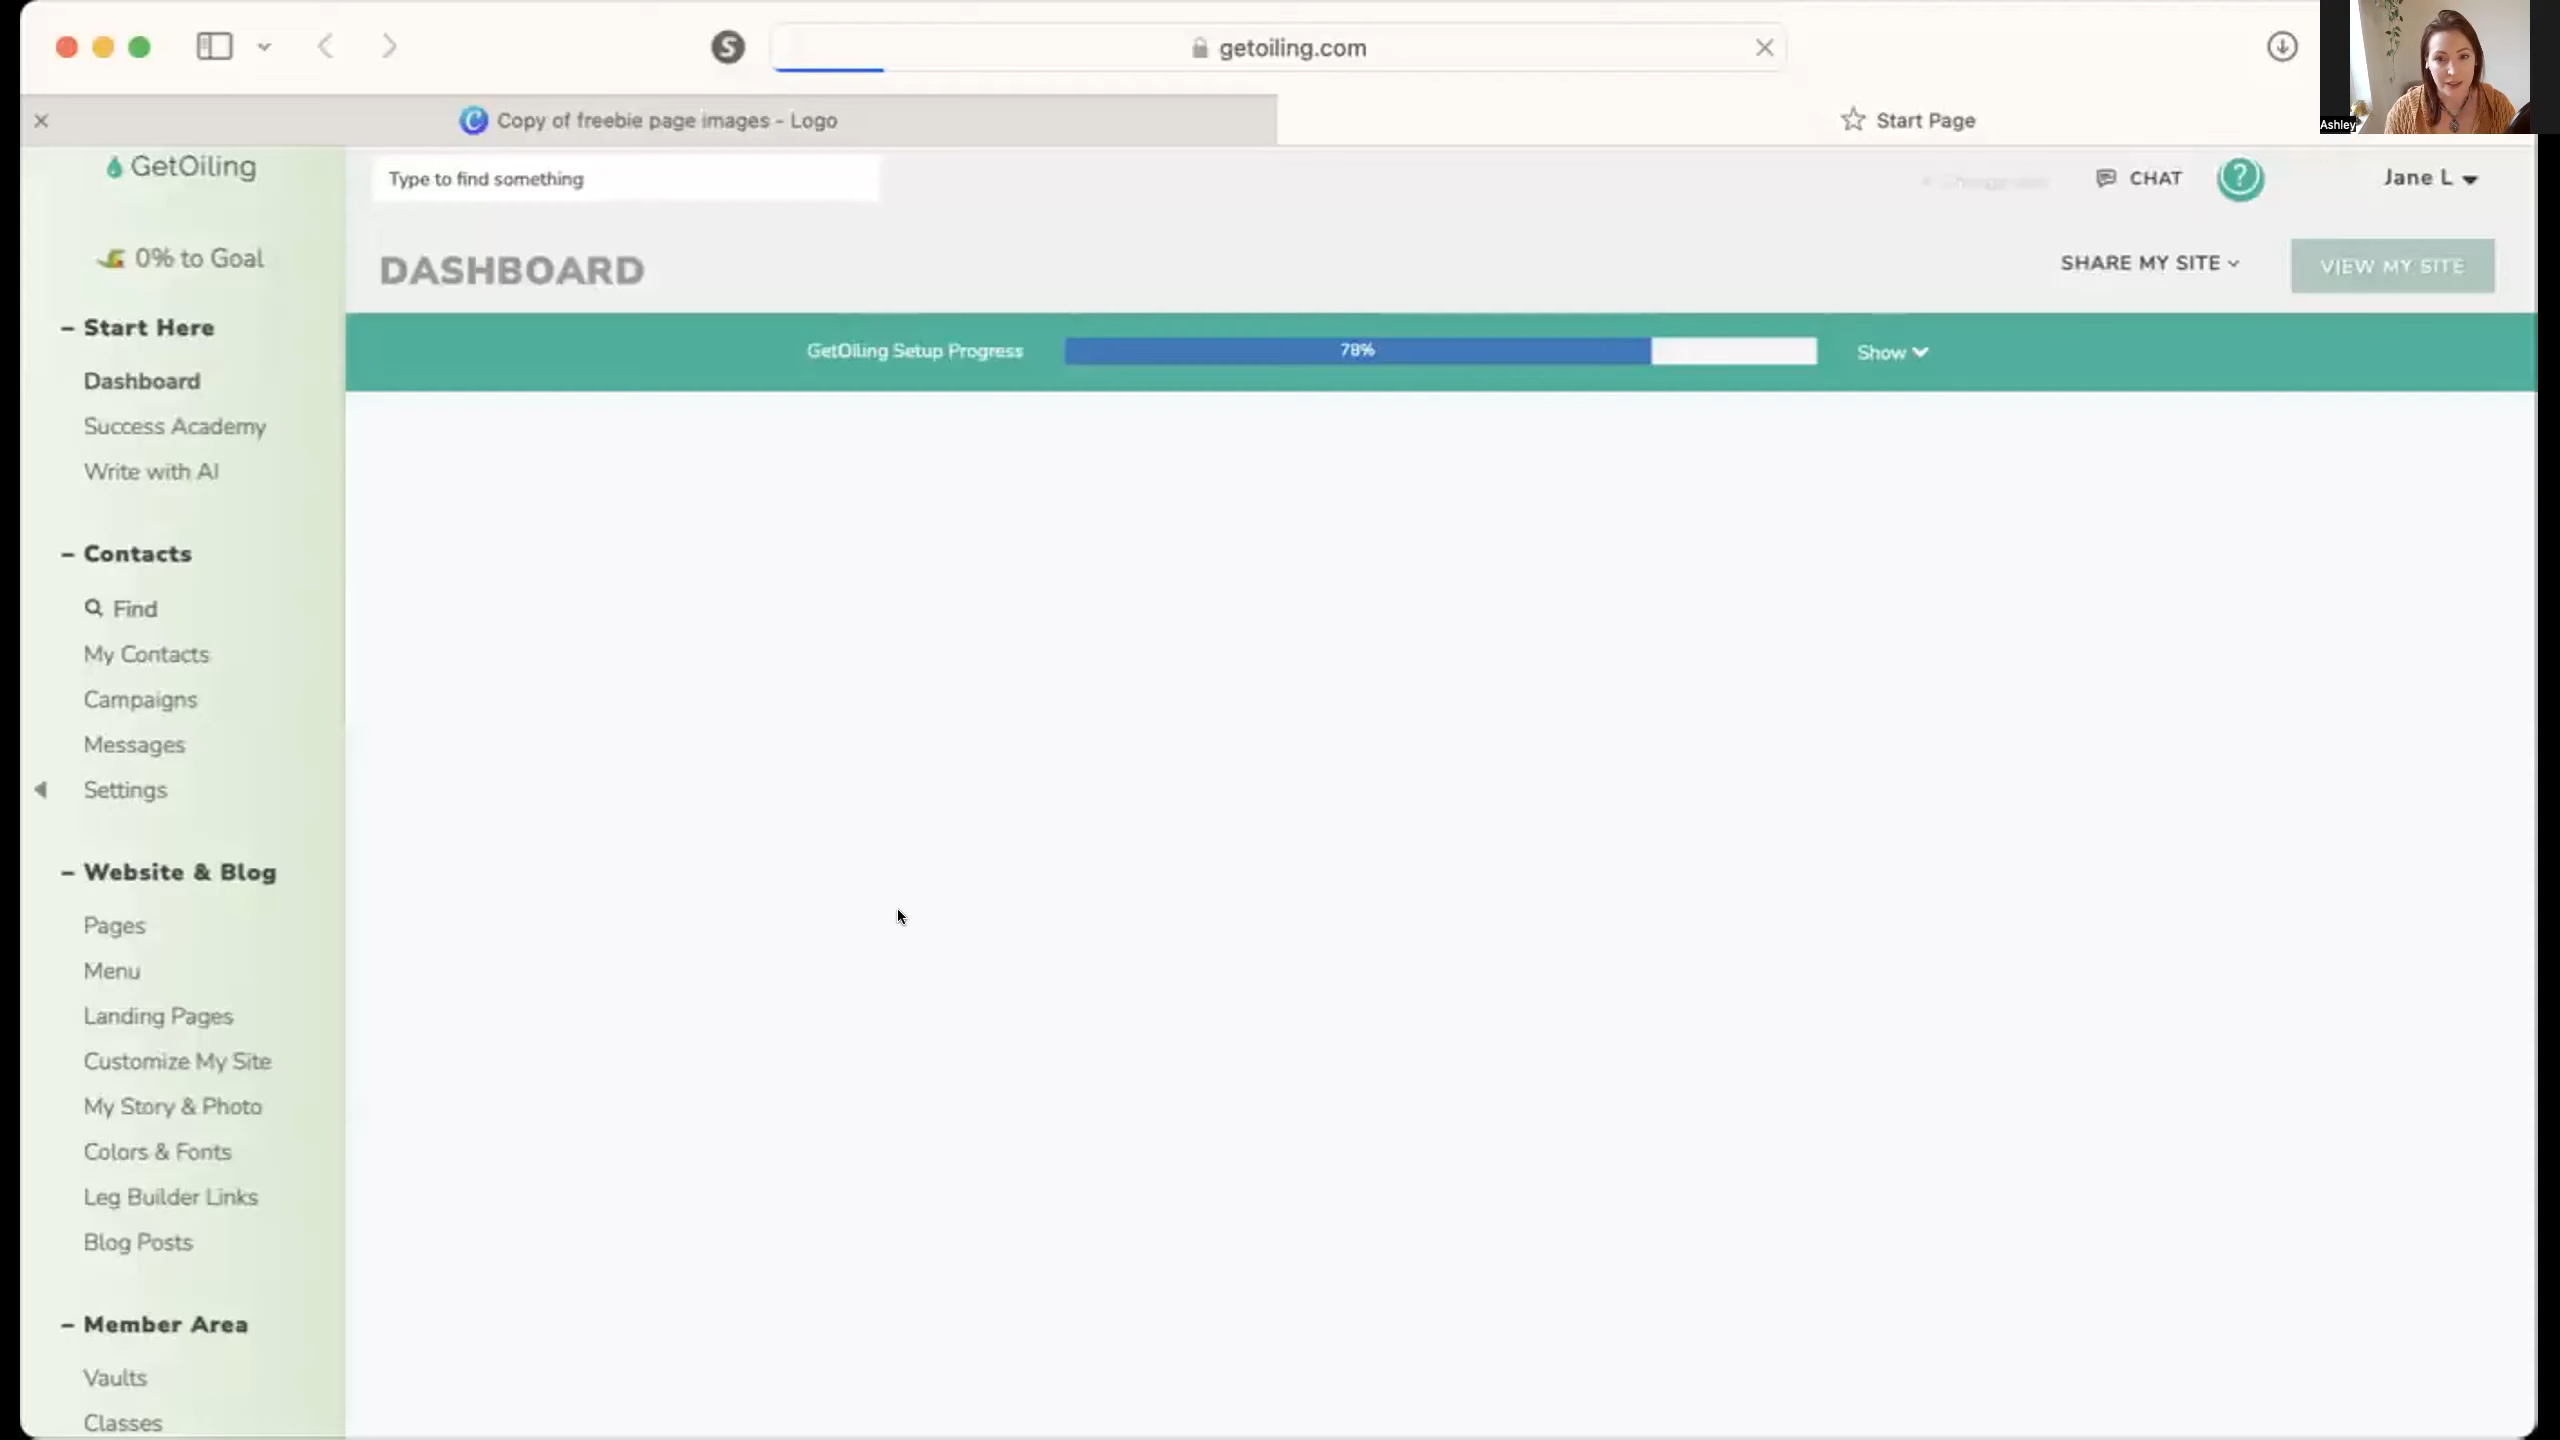 S
getoiling.com
Copy of freebie page images - Logo
Start Page
Ashley
GetOiling
Type to find something
CHAT
?
Jane L
0% to Goal
DASHBOARD
SHARE MY SITE
VIEW MY SITE
– Start Here
GetOiling Setup Progress
78%
Show
Dashboard
Success Academy
Write with AI
– Contacts
Find
My Contacts
Campaigns
Messages
Settings
– Website & Blog
Pages
Menu
Landing Pages
Customize My Site
My Story & Photo
Colors & Fonts
Leg Builder Links
Blog Posts
– Member Area
Vaults
Classes